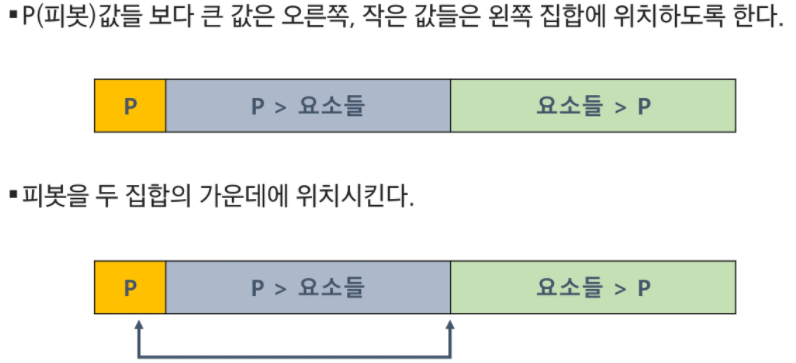 ▪P(피봇)값들 보다 큰 값은 오른쪽, 작은 값들은 왼쪽 집합에 위치하도록 한다.
P P > 요소들 요소들 > P
▪피봇을 두 집합의 가운데에 위치시킨다.
P P > 요소들 요소들 > P